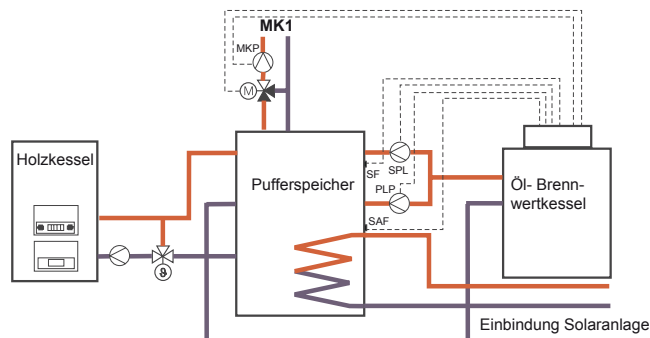 MK1
MKP
M
Holzkessel
Pufferspeicher
SF
SPL
PLP
SAF
Öl- Brenn-
wertkessel
ϑ
Einbindung Solaranlage